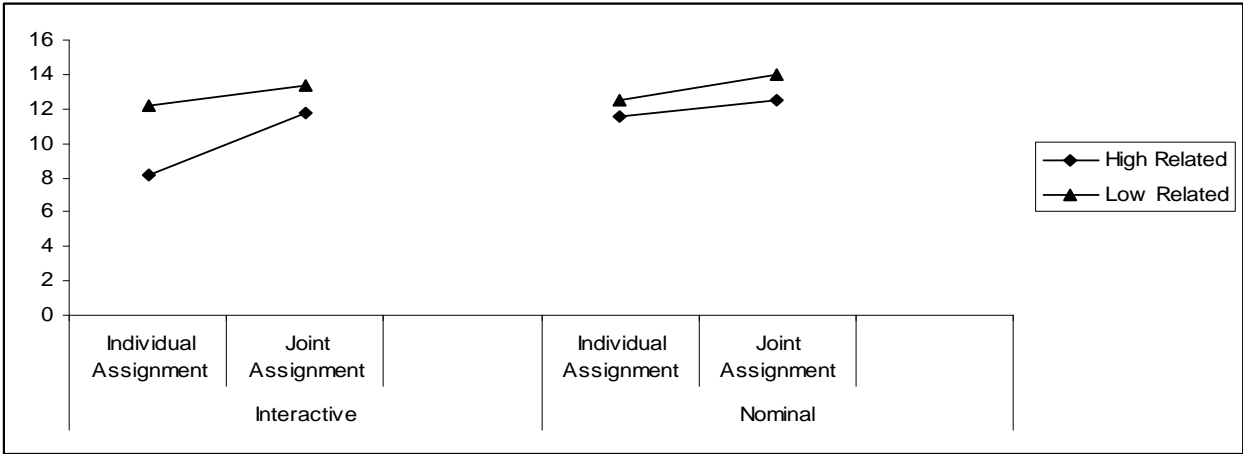 16
14
12
10
8
6
4
2
0
Individual Assignment
Joint Assignment
Individual Assignment
Joint Assignment
Interactive
Nominal
High Related
Low Related